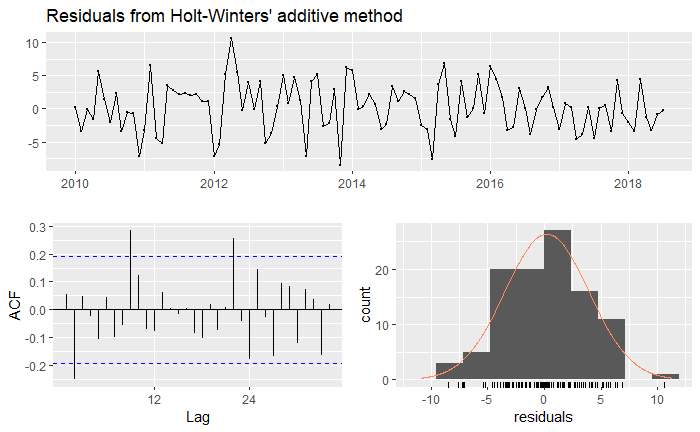 Residuals from Holt-Winters' additive method
10
5
0
-5
2010 2012 2014 2016 2018
0.3
0.2
0.1
0.0
-0.1
-0.2
ACF
12 24
Lag
20
10
0
count
-10 -5 0 5 10
residuals